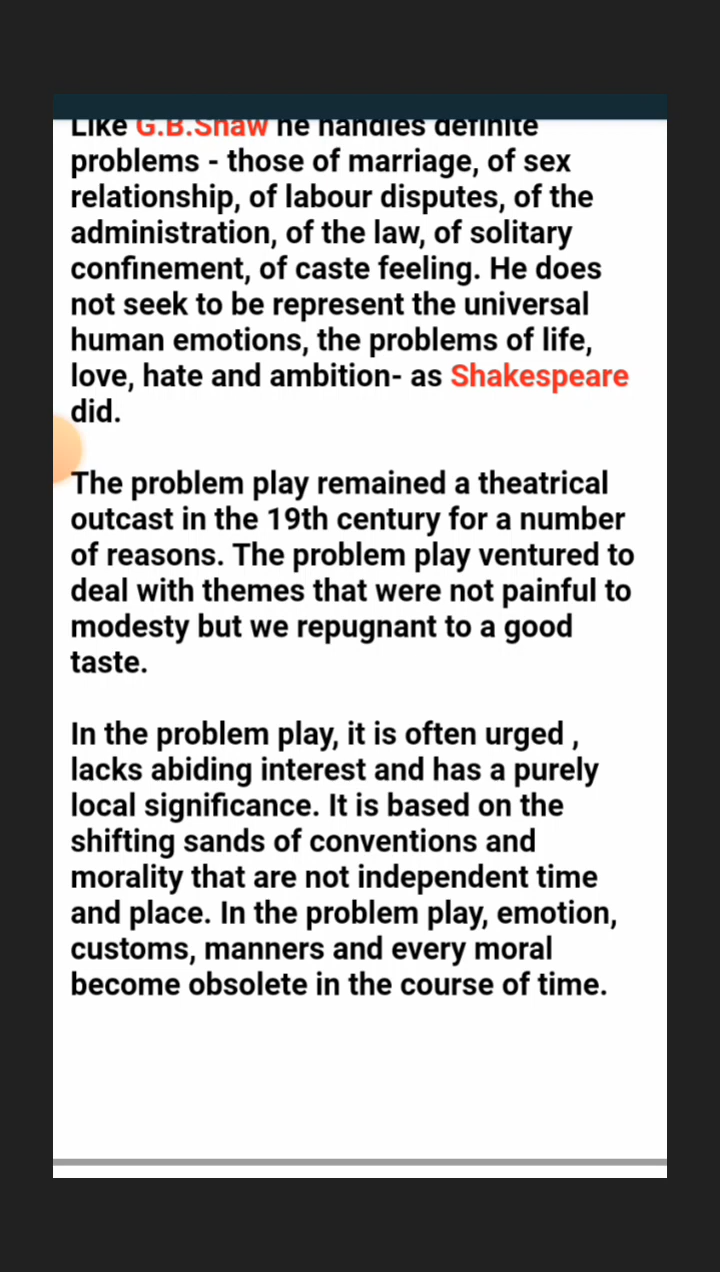 Like G.B.Shaw he handles definite
problems - those of marriage, of sex
relationship, of labour disputes, of the
administration, of the law, of solitary
confinement, of caste feeling. He does
not seek to be represent the universal
human emotions, the problems of life,
love, hate and ambition- as Shakespeare
did.
The problem play remained a theatrical
outcast in the 19th century for a number
of reasons. The problem play ventured to
deal with themes that were not painful to
modesty but we repugnant to a good
taste.
In the problem play, it is often urged ,
lacks abiding interest and has a purely
local significance. It is based on the
shifting sands of conventions and
morality that are not independent time
and place. In the problem play, emotion,
customs, manners and every moral
become obsolete in the course of time.